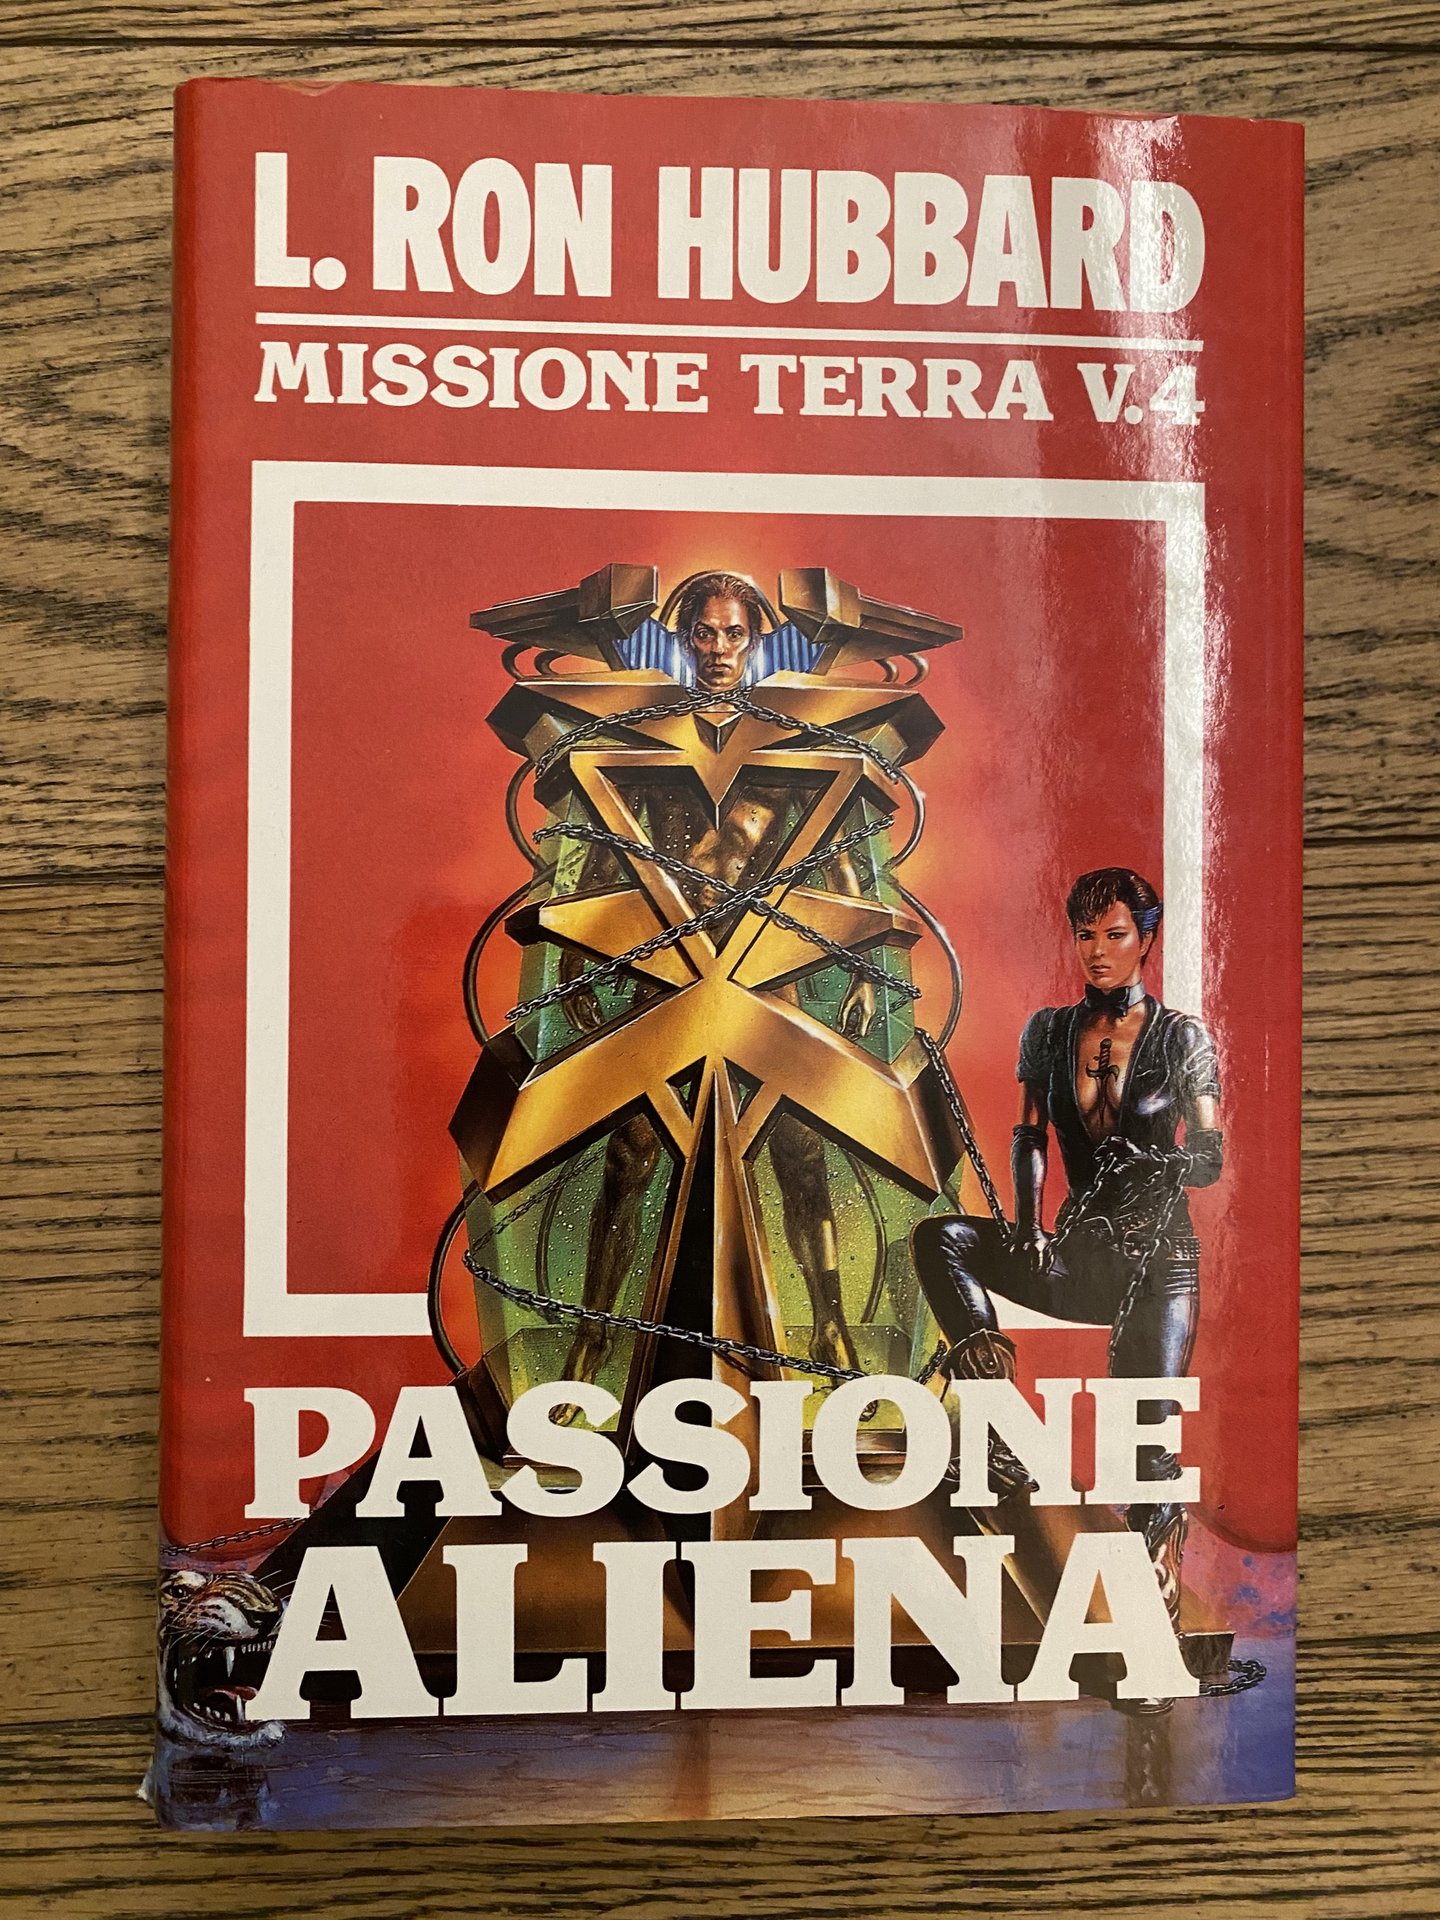 L. RON HUBBARD
MISSIONE TERRA V.4
PASSIONE
ALIENA